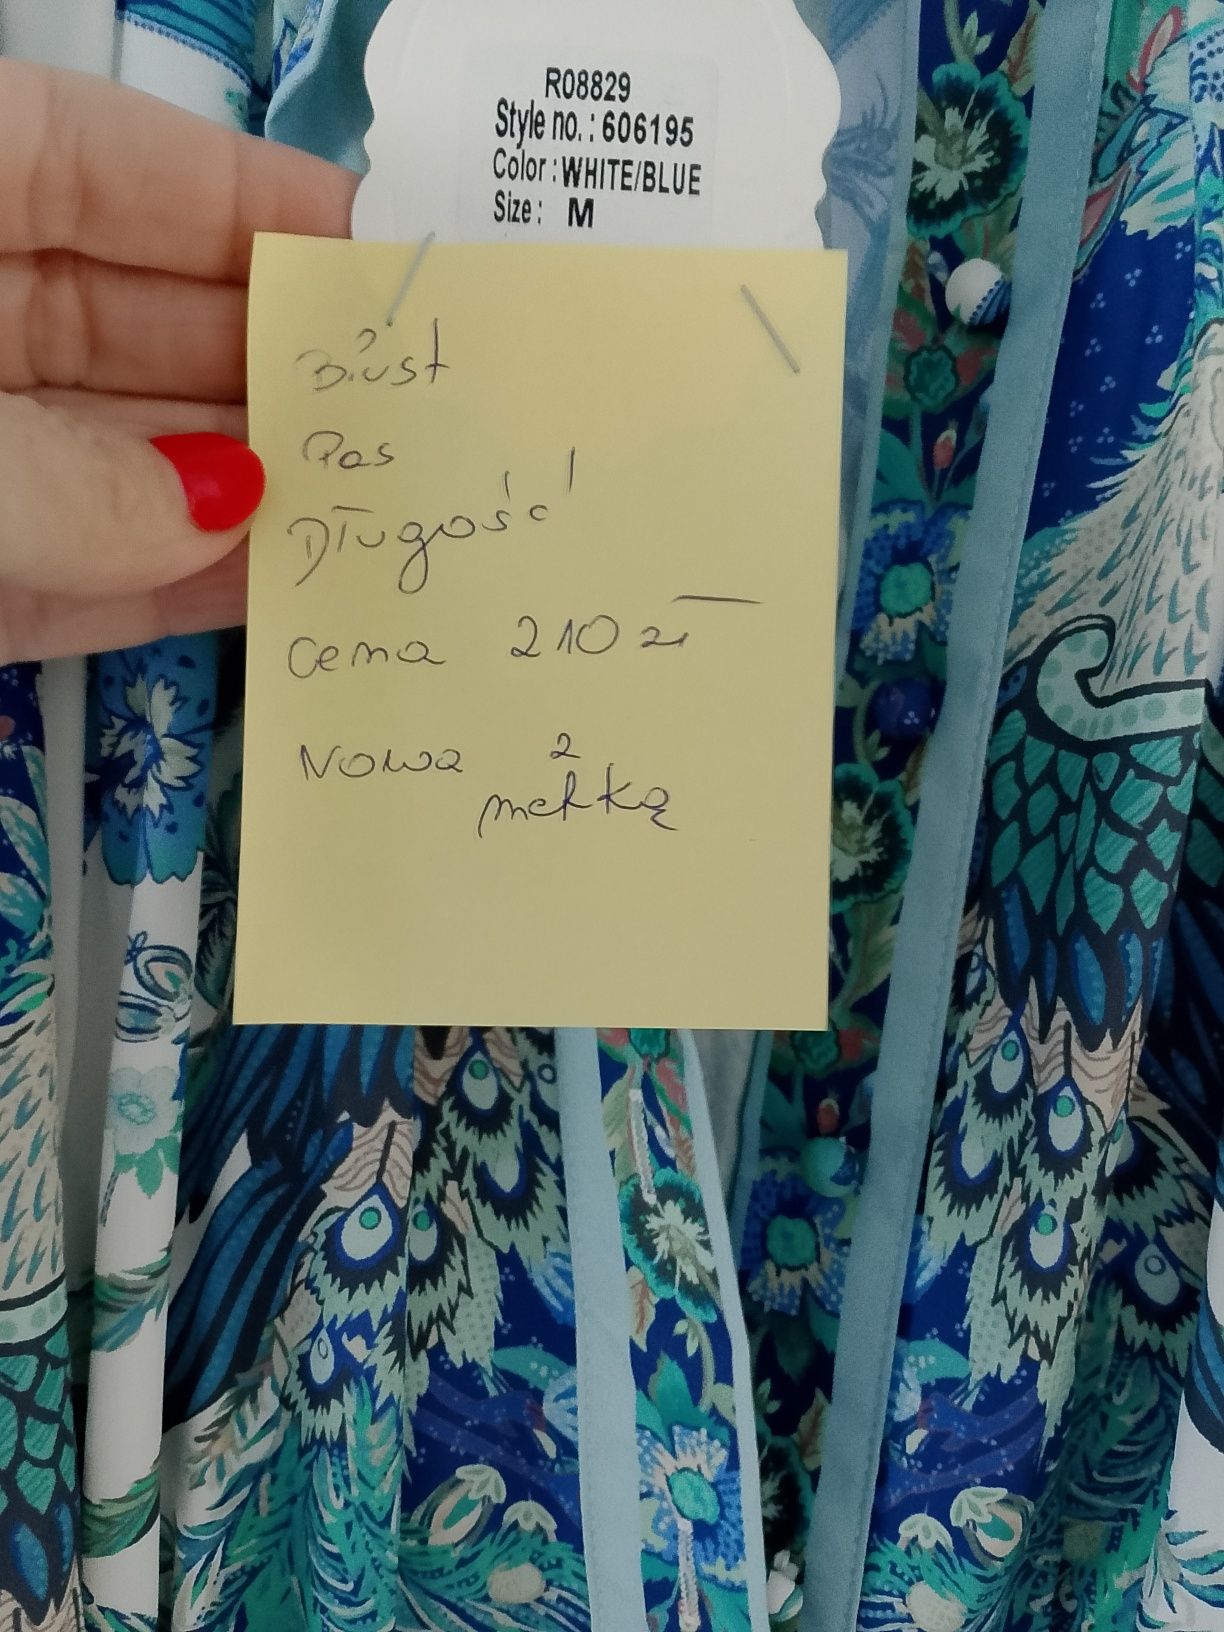 R08829
Style no.: 606195
Color: WHITE/BLUE
Size: M
Biust
Pas
Długość
Cena 210 zł
Nowa z
metką